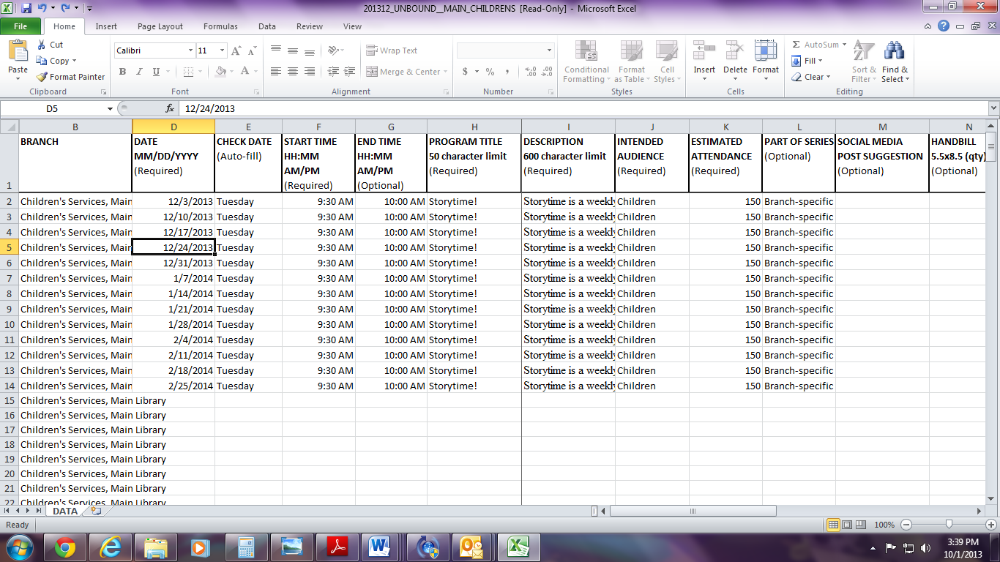 201312_UNBOUND__MAIN_CHILDRENS [Read-Only] - Microsoft Excel
File Home Insert Page Layout Formulas Data Review View
Paste
Cut
Copy
Format Painter
Clipboard
Calibri 11
B I U
Font
Wrap Text
Merge & Center
Alignment
$ % ,
Number
Conditional Formatting
Format as Table
Cell Styles
Styles
Insert Delete Format
Cells
AutoSum
Fill
Clear
Sort & Filter
Find & Select
Editing
D5 fx 12/24/2013
B D E F G H I J K L M N
1 BRANCH
DATE
MM/DD/YYYY
(Required)
CHECK DATE
(Auto-fill)
START TIME
HH:MM
AM/PM
(Required)
END TIME
HH:MM
AM/PM
(Optional)
PROGRAM TITLE
50 character limit
(Required)
DESCRIPTION
600 character limit
(Required)
INTENDED
AUDIENCE
(Required)
ESTIMATED
ATTENDANCE
(Required)
PART OF SERIES
(Optional)
SOCIAL MEDIA
POST SUGGESTION
(Optional)
HANDBILL
5.5x8.5 (qty)
(Optional)
2 Children's Services, Main 12/3/2013 Tuesday 9:30 AM 10:00 AM Storytime! Storytime is a weekly Children 150 Branch-specific
3 Children's Services, Main 12/10/2013 Tuesday 9:30 AM 10:00 AM Storytime! Storytime is a weekly Children 150 Branch-specific
4 Children's Services, Main 12/17/2013 Tuesday 9:30 AM 10:00 AM Storytime! Storytime is a weekly Children 150 Branch-specific
5 Children's Services, Main 12/24/2013 Tuesday 9:30 AM 10:00 AM Storytime! Storytime is a weekly Children 150 Branch-specific
6 Children's Services, Main 12/31/2013 Tuesday 9:30 AM 10:00 AM Storytime! Storytime is a weekly Children 150 Branch-specific
7 Children's Services, Main 1/7/2014 Tuesday 9:30 AM 10:00 AM Storytime! Storytime is a weekly Children 150 Branch-specific
8 Children's Services, Main 1/14/2014 Tuesday 9:30 AM 10:00 AM Storytime! Storytime is a weekly Children 150 Branch-specific
9 Children's Services, Main 1/21/2014 Tuesday 9:30 AM 10:00 AM Storytime! Storytime is a weekly Children 150 Branch-specific
10 Children's Services, Main 1/28/2014 Tuesday 9:30 AM 10:00 AM Storytime! Storytime is a weekly Children 150 Branch-specific
11 Children's Services, Main 2/4/2014 Tuesday 9:30 AM 10:00 AM Storytime! Storytime is a weekly Children 150 Branch-specific
12 Children's Services, Main 2/11/2014 Tuesday 9:30 AM 10:00 AM Storytime! Storytime is a weekly Children 150 Branch-specific
13 Children's Services, Main 2/18/2014 Tuesday 9:30 AM 10:00 AM Storytime! Storytime is a weekly Children 150 Branch-specific
14 Children's Services, Main 2/25/2014 Tuesday 9:30 AM 10:00 AM Storytime! Storytime is a weekly Children 150 Branch-specific
15 Children's Services, Main Library
16 Children's Services, Main Library
17 Children's Services, Main Library
18 Children's Services, Main Library
19 Children's Services, Main Library
20 Children's Services, Main Library
21 Children's Services, Main Library
22 Children's Services, Main Library
DATA
Ready 100%
3:39 PM
10/1/2013